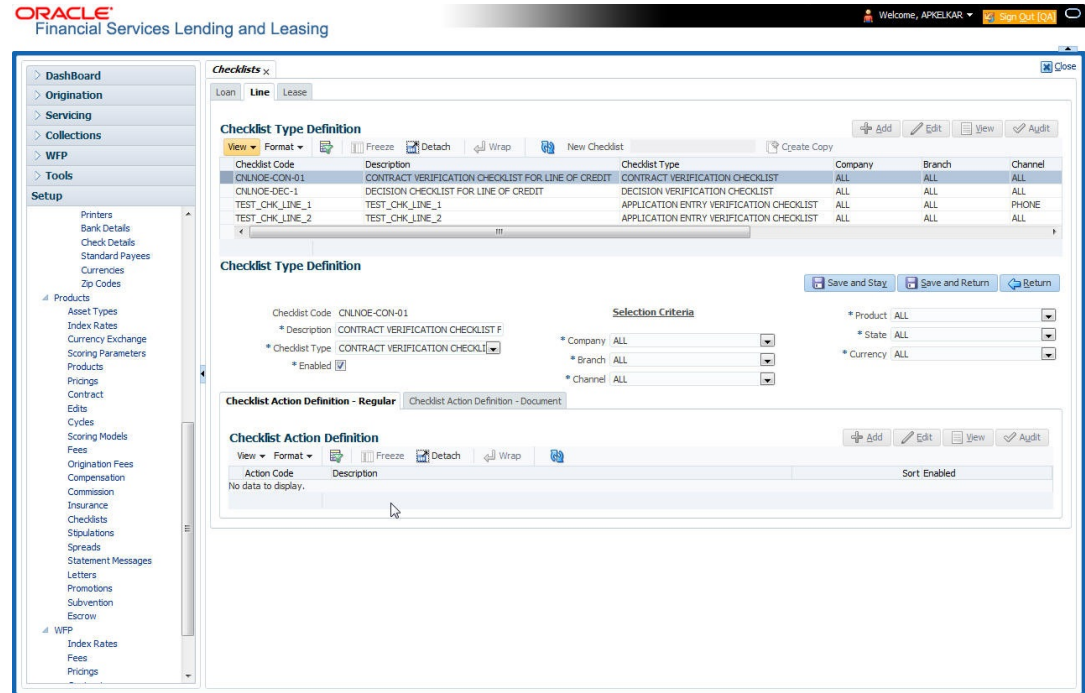 ORACLE
Financial Services Lending and Leasing
Welcome, APKELKAR
Sign Out [QA]
DashBoard
Origination
Servicing
Collections
WFP
Tools
Setup
Printers
Bank Details
Check Details
Standard Payees
Currencies
Zip Codes
Products
Asset Types
Index Rates
Currency Exchange
Scoring Parameters
Products
Pricings
Contract
Edits
Cycles
Scoring Models
Fees
Origination Fees
Compensation
Commission
Insurance
Checklists
Stipulations
Spreads
Statement Messages
Letters
Promotions
Subvention
Escrow
WFP
Index Rates
Fees
Pricings
Checklists x
Close
Loan Line Lease
Checklist Type Definition
Add Edit View Audit
View Format Freeze Detach Wrap New Checklist Create Copy
Checklist Code Description Checklist Type Company Branch Channel
CNLNOE-CON-01 CONTRACT VERIFICATION CHECKLIST FOR LINE OF CREDIT CONTRACT VERIFICATION CHECKLIST ALL ALL ALL
CNLNOE-DEC-1 DECISION CHECKLIST FOR LINE OF CREDIT DECISION VERIFICATION CHECKLIST ALL ALL ALL
TEST_CHK_LINE_1 TEST_CHK_LINE_1 APPLICATION ENTRY VERIFICATION CHECKLIST ALL ALL PHONE
TEST_CHK_LINE_2 TEST_CHK_LINE_2 APPLICATION ENTRY VERIFICATION CHECKLIST ALL ALL ALL
Checklist Type Definition
Save and Stay Save and Return Return
Checklist Code CNLNOE-CON-01
* Description CONTRACT VERIFICATION CHECKLIST F
* Checklist Type CONTRACT VERIFICATION CHECKLI
* Enabled
Selection Criteria
* Company ALL
* Branch ALL
* Channel ALL
* Product ALL
* State ALL
* Currency ALL
Checklist Action Definition - Regular Checklist Action Definition - Document
Checklist Action Definition
Add Edit View Audit
View Format Freeze Detach Wrap
Action Code Description Sort Enabled
No data to display.